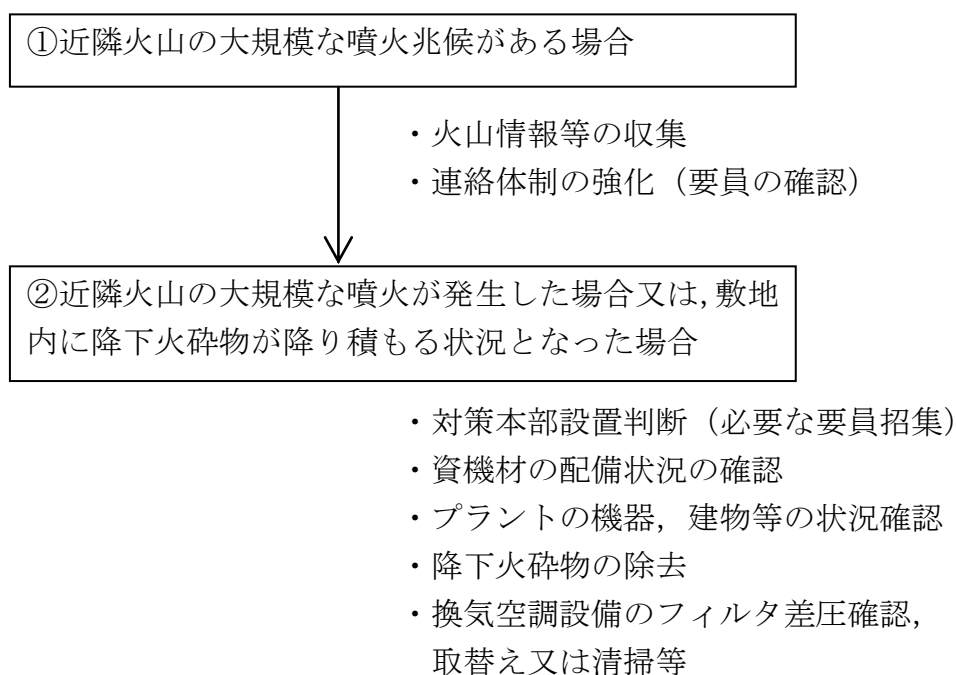 ①近隣火山の大規模な噴火兆候がある場合
・火山情報等の収集
・連絡体制の強化（要員の確認）
②近隣火山の大規模な噴火が発生した場合又は，敷地
内に降下火砕物が降り積もる状況となった場合
・対策本部設置判断（必要な要員招集）
・資機材の配備状況の確認
・プラントの機器，建物等の状況確認
・降下火砕物の除去
・換気空調設備のフィルタ差圧確認，
取替え又は清掃等